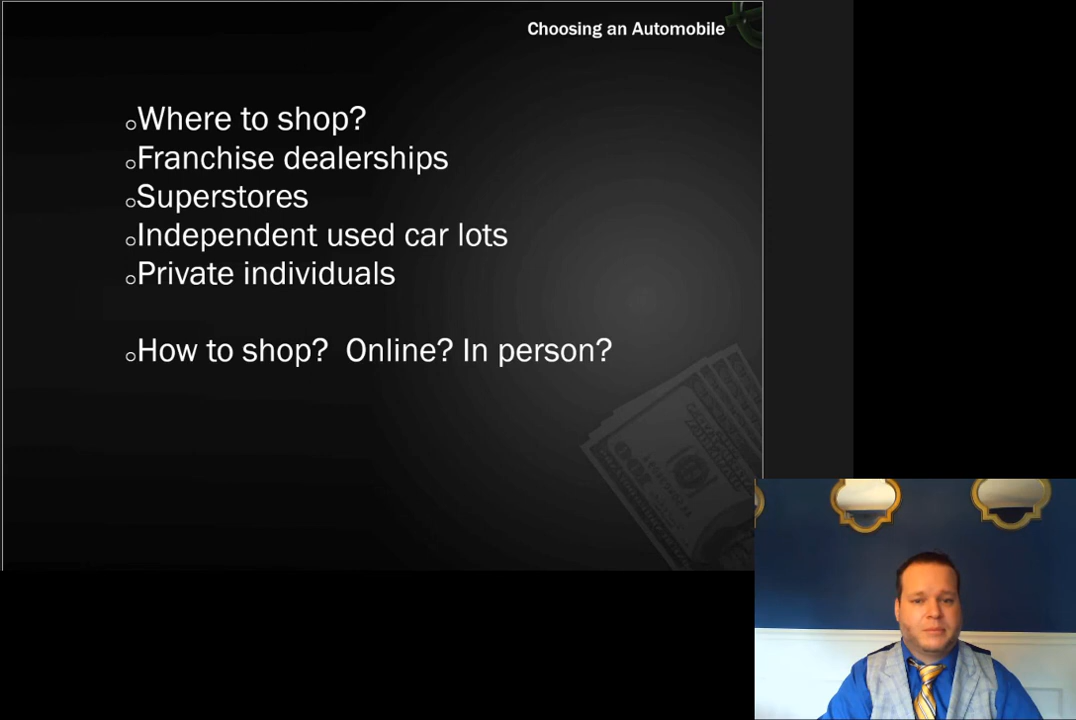 Choosing an Automobile
Where to shop?
Franchise dealerships
Superstores
Independent used car lots
Private individuals
How to shop?  Online? In person?